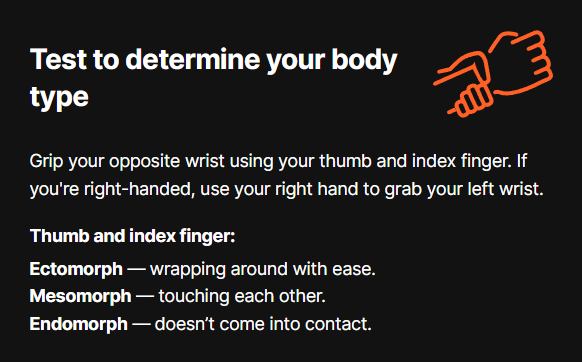 Test to determine your body
type
Grip your opposite wrist using your thumb and index finger. If
you're right-handed, use your right hand to grab your left wrist.
Thumb and index finger:
Ectomorph — wrapping around with ease.
Mesomorph — touching each other.
Endomorph — doesn’t come into contact.